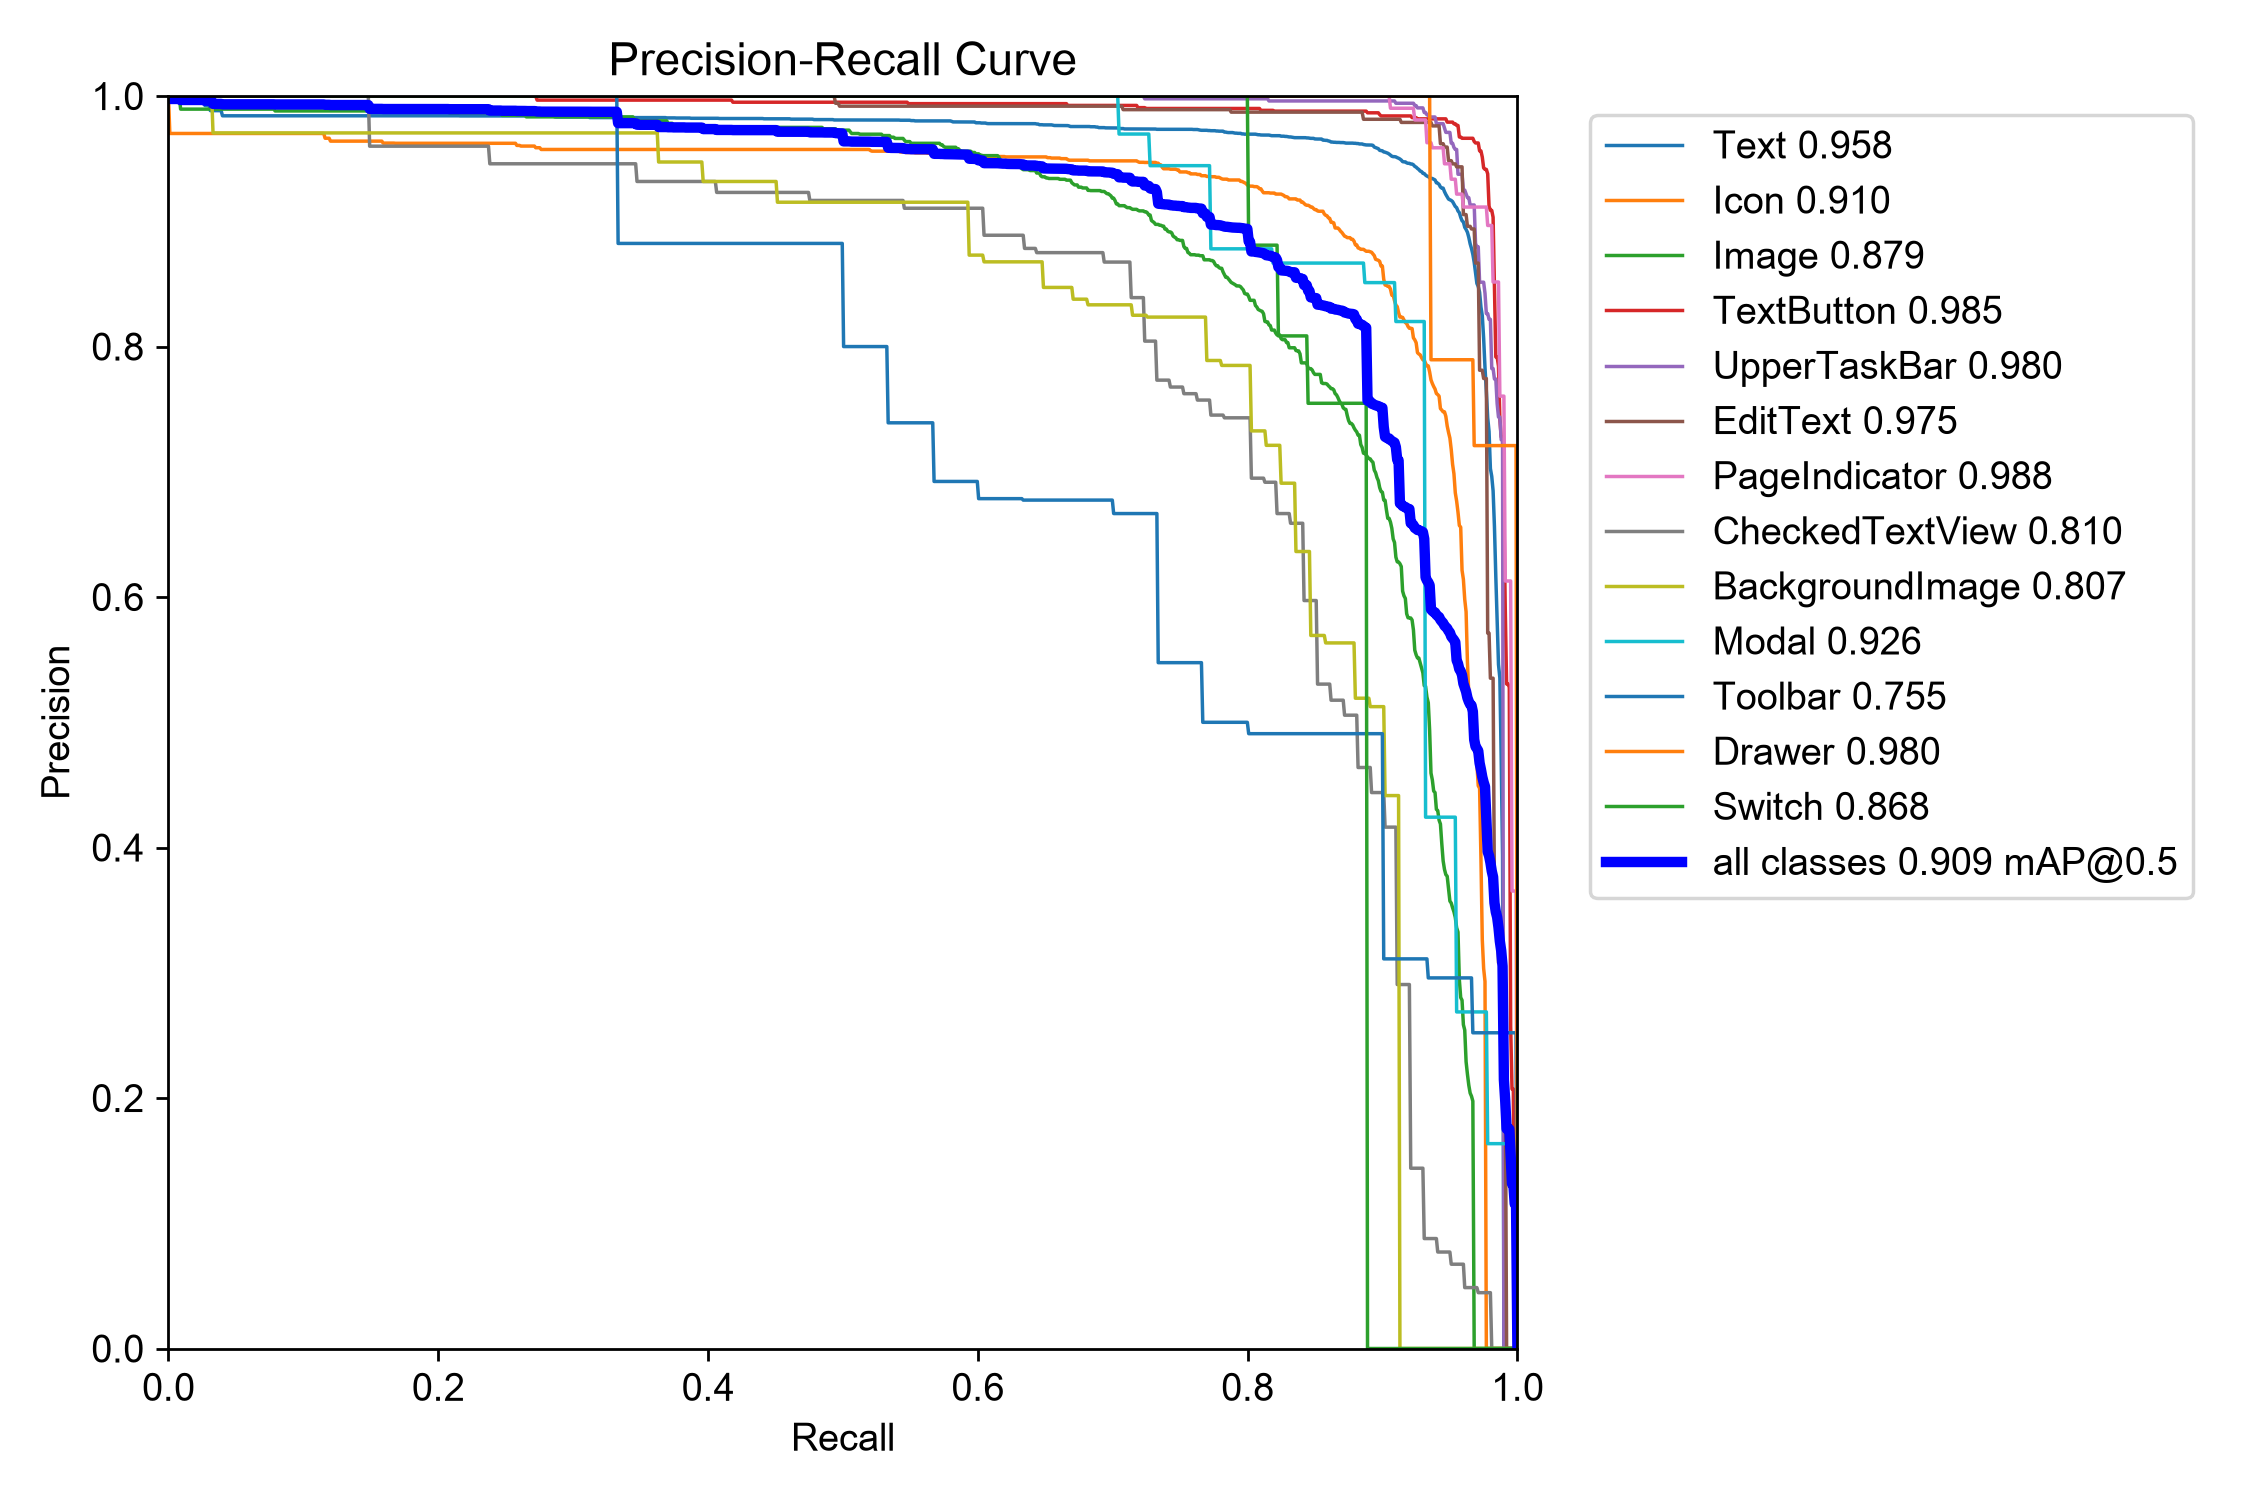 Precision-Recall Curve
1.0
0.8
0.6
0.4
0.2
0.0
Precision
0.0 0.2 0.4 0.6 0.8 1.0
Recall
Text 0.958
Icon 0.910
Image 0.879
TextButton 0.985
UpperTaskBar 0.980
EditText 0.975
PageIndicator 0.988
CheckedTextView 0.810
BackgroundImage 0.807
Modal 0.926
Toolbar 0.755
Drawer 0.980
Switch 0.868
all classes 0.909 mAP@0.5